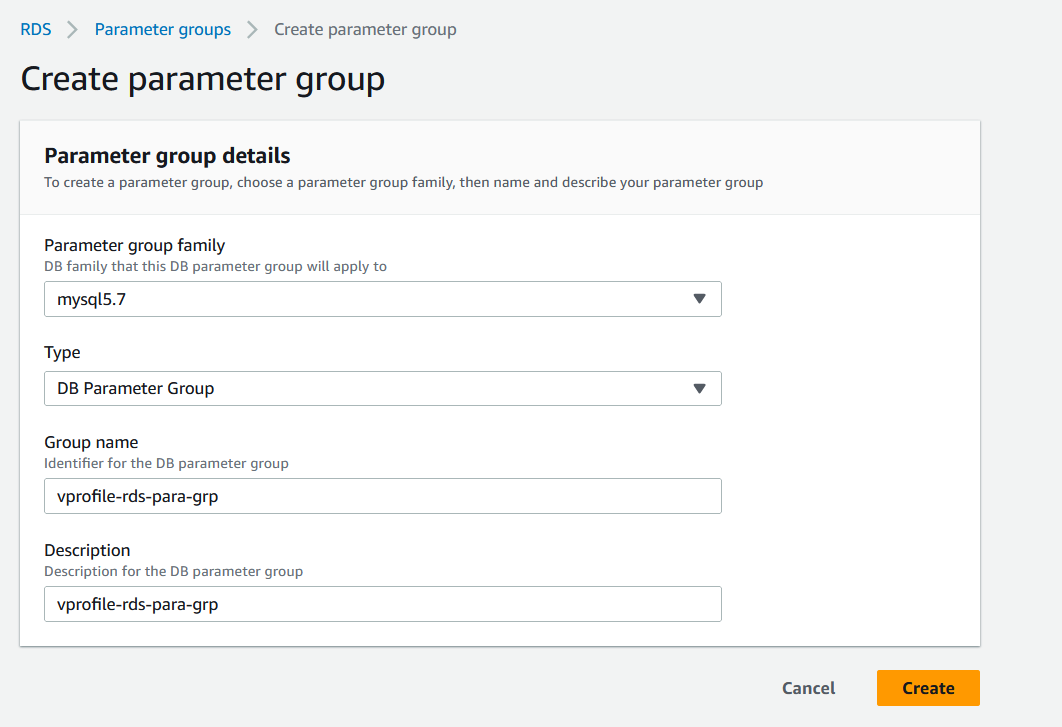 RDS > Parameter groups > Create parameter group
Create parameter group
Parameter group details
To create a parameter group, choose a parameter group family, then name and describe your parameter group
Parameter group family
DB family that this DB parameter group will apply to
mysql5.7
Type
DB Parameter Group
Group name
Identifier for the DB parameter group
vprofile-rds-para-grp
Description
Description for the DB parameter group
vprofile-rds-para-grp
Cancel Create